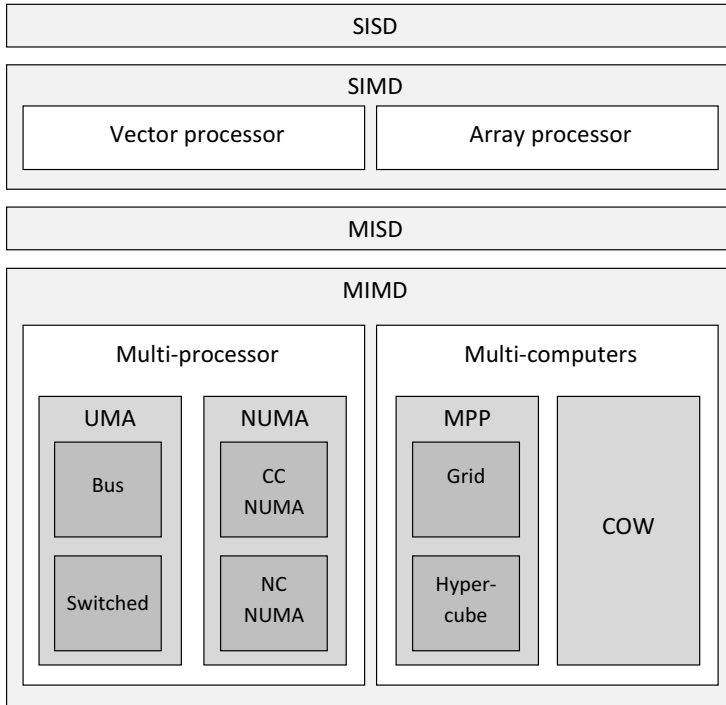 SISD
SIMD
Vector processor
Array processor
MISD
MIMD
Multi-processor
Multi-computers
UMA
Bus
Switched
NUMA
CC
NUMA
NC
NUMA
MPP
Grid
Hyper-
cube
COW